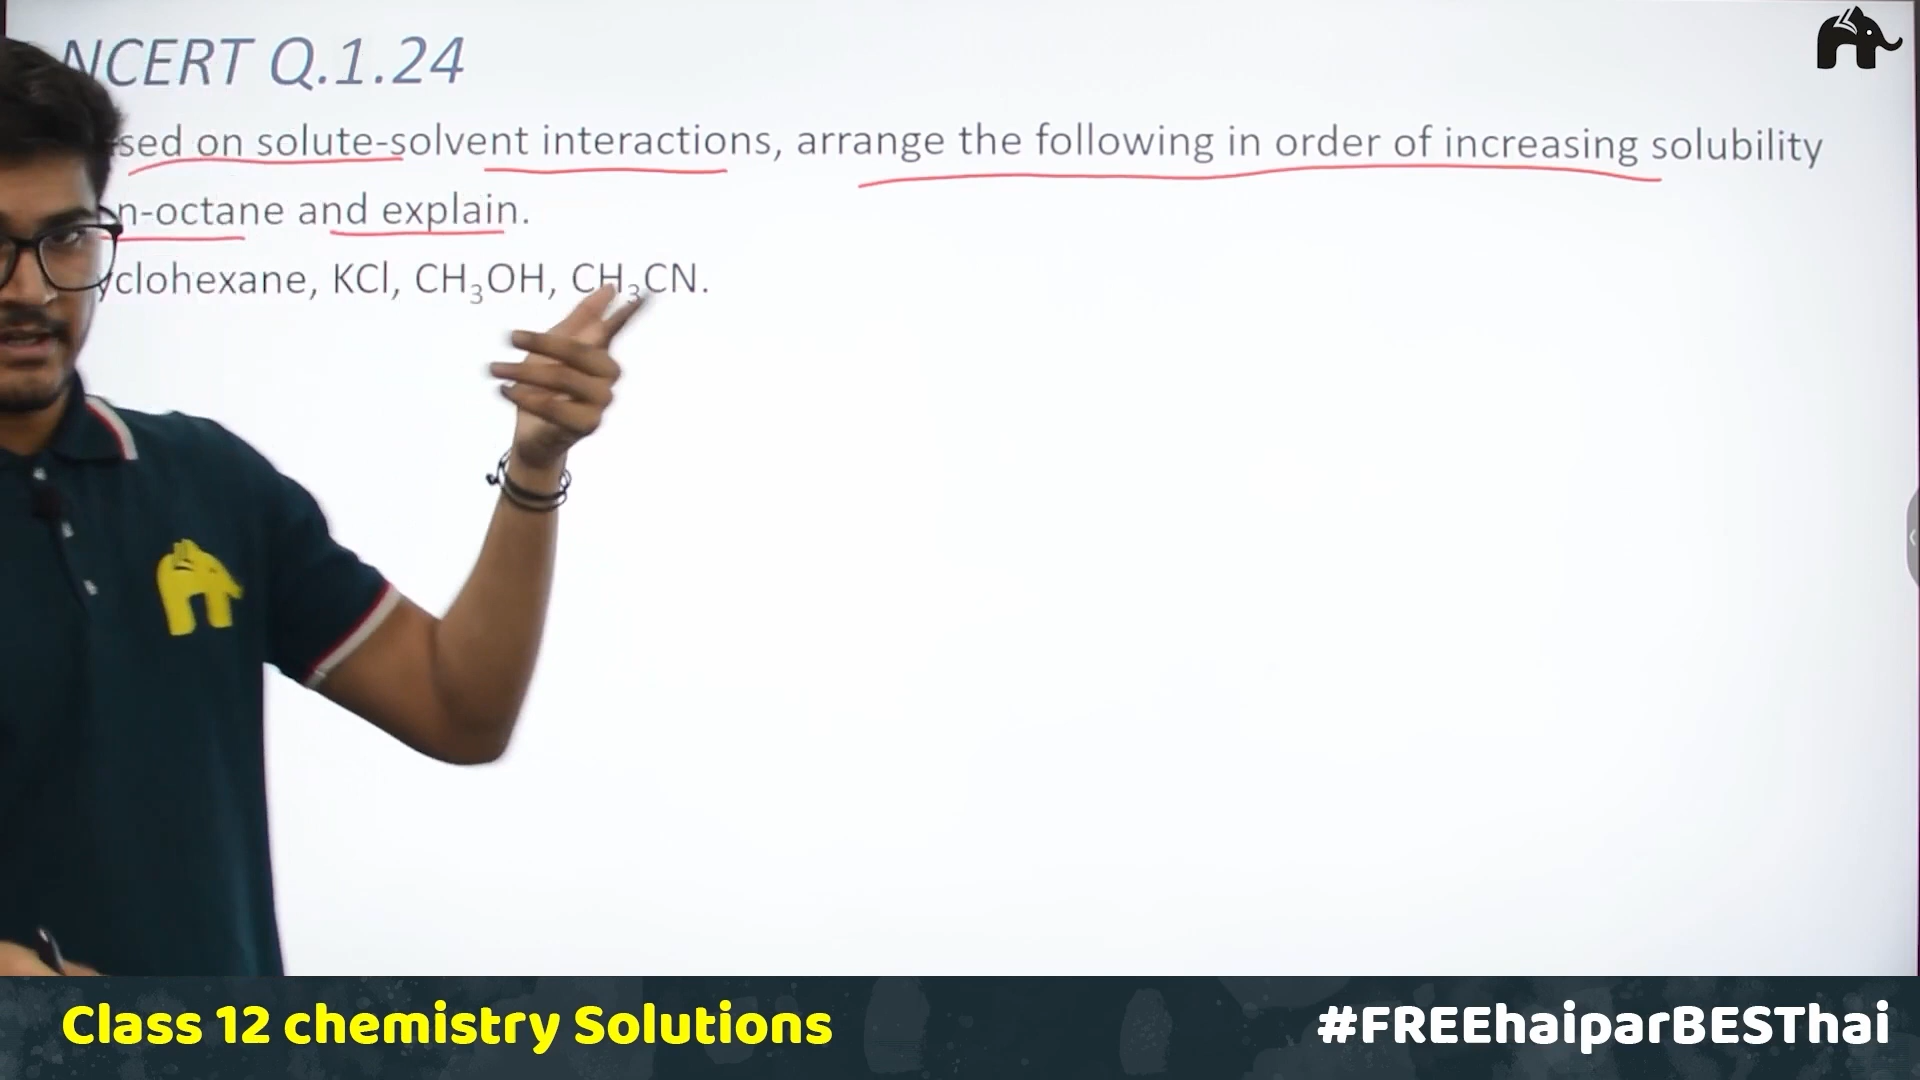 NCERT Q.1.24
sed on solute-solvent interactions, arrange the following in order of increasing solubility
n-octane and explain.
yclohexane, KCl, CH₃OH, CH₃CN.
Class 12 chemistry Solutions
#FREEhaiparBESThai